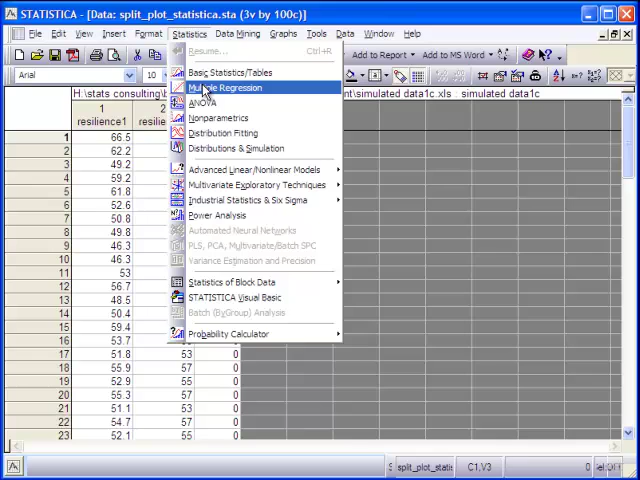 STATISTICA - [Data: split_plot_statistica.sta (3v by 100c)]
File Edit View Insert Format Statistics Data Mining Graphs Tools Data Window Help
Resume... Ctrl+R
Add to Report Add to MS Word
Arial 10
Basic Statistics/Tables
Multiple Regression
ANOVA
Nonparametrics
Distribution Fitting
Distributions & Simulation
Advanced Linear/Nonlinear Models
Multivariate Exploratory Techniques
Industrial Statistics & Six Sigma
Power Analysis
Automated Neural Networks
PLS, PCA, Multivariate/Batch SPC
Variance Estimation and Precision
Statistics of Block Data
STATISTICA Visual Basic
Batch (ByGroup) Analysis
Probability Calculator
H:\stats consulting\b nt\simulated data1c.xls : simulated data1c
1 2
resilience1 resilien
1 66.5
2 62.2
3 49.2
4 59.2
5 61.8
6 52.6
7 50.8
8 49.8
9 46.3
10 46.3
11 53
12 56.7
13 48.5
14 50.4
15 59.4
16 53.7
17 51.8 53 0
18 55.9 57 0
19 52.9 55 0
20 55.3 57 0
21 51.1 53 0
22 54.7 57 0
23 52.1 55 0
split_plot_statis C1,V3 0 Sel:OFF